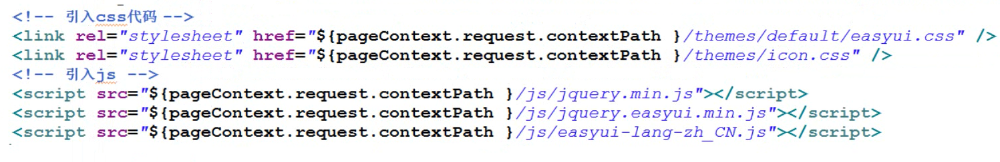 <!-- 引入css代码 -->
<link rel="stylesheet" href="${pageContext.request.contextPath }/themes/default/easyui.css" />
<link rel="stylesheet" href="${pageContext.request.contextPath }/themes/icon.css" />
<!-- 引入js -->
<script src="${pageContext.request.contextPath }/js/jquery.min.js"></script>
<script src="${pageContext.request.contextPath }/js/jquery.easyui.min.js"></script>
<script src="${pageContext.request.contextPath }/js/easyui-lang-zh_CN.js"></script>